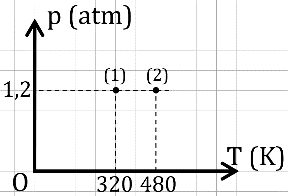 p (atm)
(1) (2)
1,2
T (K)
O 320 480